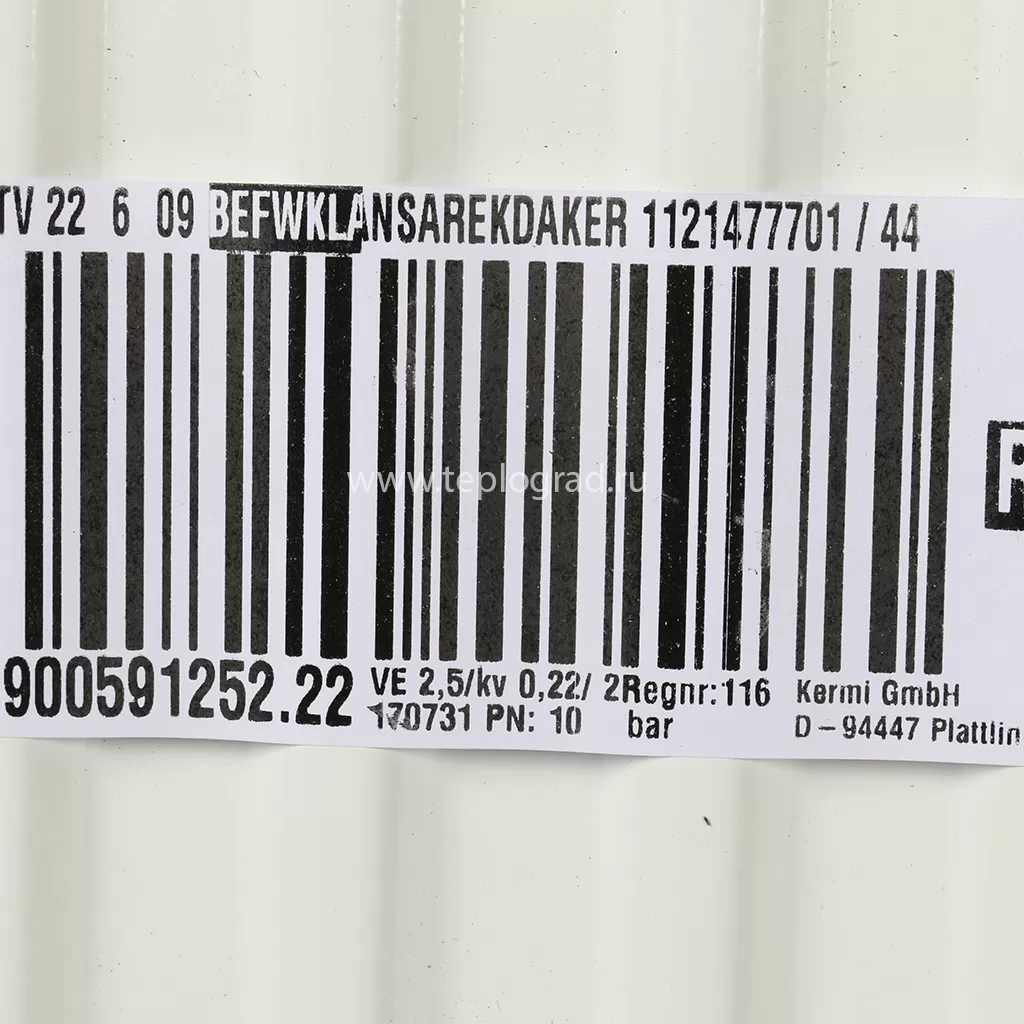 TV 22 6 09 BEFWKLANSAREKDAKER 1121477701 / 44
www.teplograd.ru
R
900591252.22
VE 2,5/kv 0,22/ 2Regnr:116
170731 PN: 10 bar
Kermi GmbH
D-94447 Plattlin